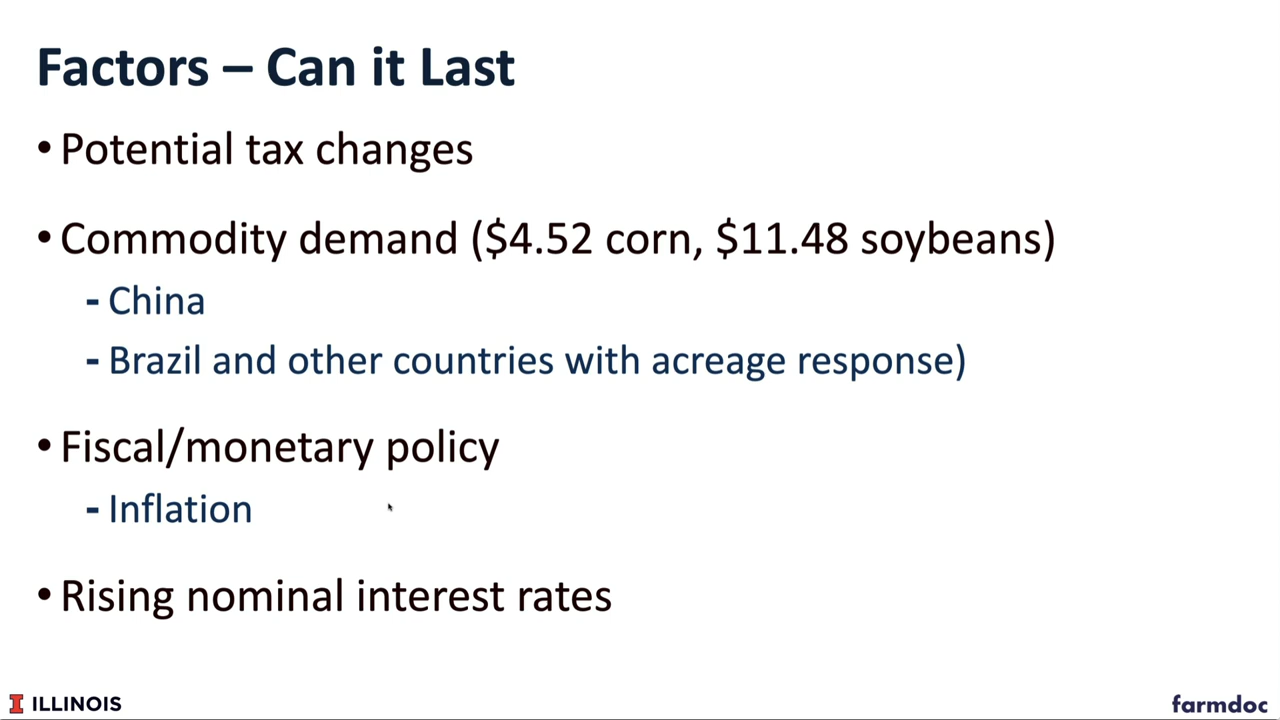 Factors – Can it Last
• Potential tax changes
• Commodity demand ($4.52 corn, $11.48 soybeans)
- China
- Brazil and other countries with acreage response)
• Fiscal/monetary policy
- Inflation
• Rising nominal interest rates
I ILLINOIS
farmdoc